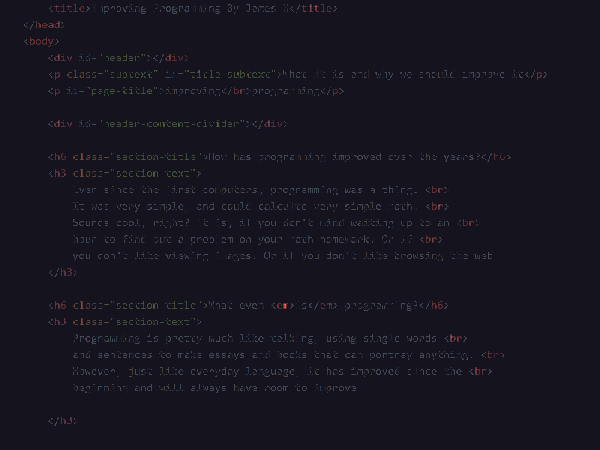 <title>Improving Programming By James H</title>
</head>
<body>
<div id="header"></div>
<p class="subtext" id="title-subtext">What it is and why we should improve it</p>
<p id="page-title">improving</br>programming</p>
<div id="header-content-divider"></div>
<h6 class="section-title">How has programming improved over the years?</h6>
<h3 class="section-text">
Ever since the first computers, programming was a thing. <br>
It was very simple, and could calculate very simple math. <br>
Sounds cool, right? It is, if you don't mind waiting up to an <br>
hour to find out a problem on your math homework. Or if <br>
you don't like viewing images. Or if you don't like browsing the web
</h3>
<h6 class="section-title">What even <em> is</em> programming?</h6>
<h3 class="section-text">
Programming is pretty much like talking, using single words <br>
and sentences to make essays and books that can portray anything. <br>
However, just like everyday language, it has improved since the <br>
beginning and will always have room to improve
</h3>